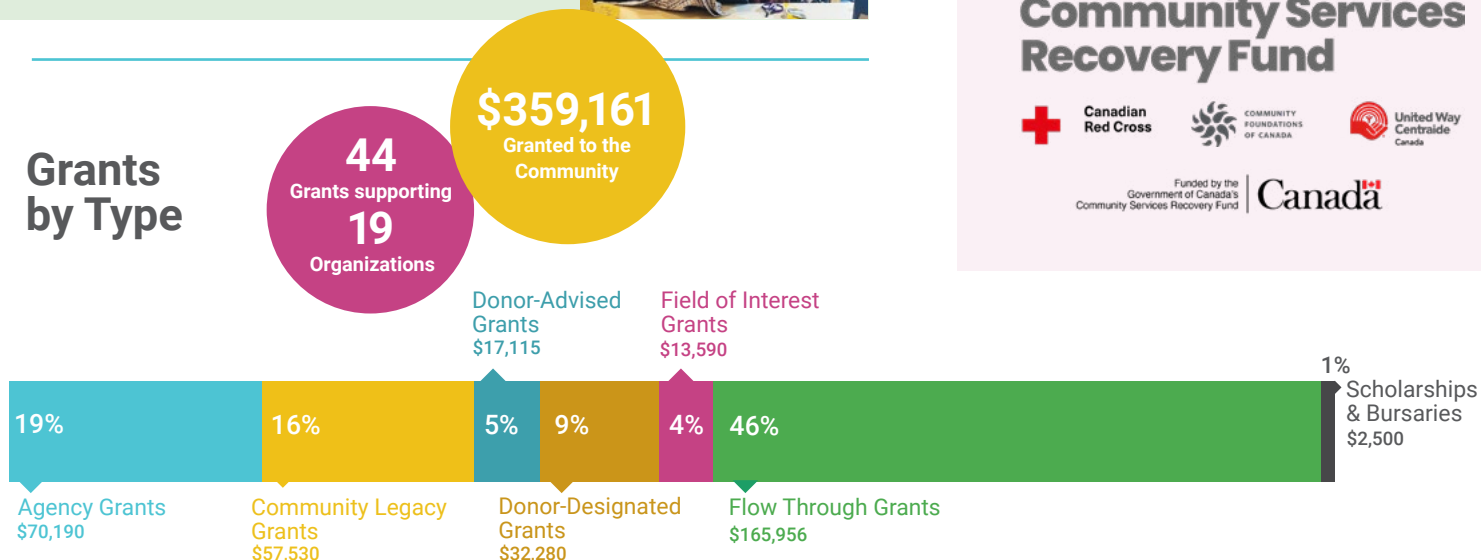 Community Services
Recovery Fund
Canadian
Red Cross
COMMUNITY
FOUNDATIONS
OF CANADA
United Way
Centraide
Canada
Funded by the
Government of Canada's
Community Services Recovery Fund
Canada
Grants
by Type
44
Grants supporting
19
Organizations
$359,161
Granted to the
Community
Donor-Advised
Grants
$17,115
Field of Interest
Grants
$13,590
1%
Scholarships
& Bursaries
$2,500
19%
16%
5%
9%
4%
46%
Agency Grants
$70,190
Community Legacy
Grants
$57,530
Donor-Designated
Grants
$32,280
Flow Through Grants
$165,956